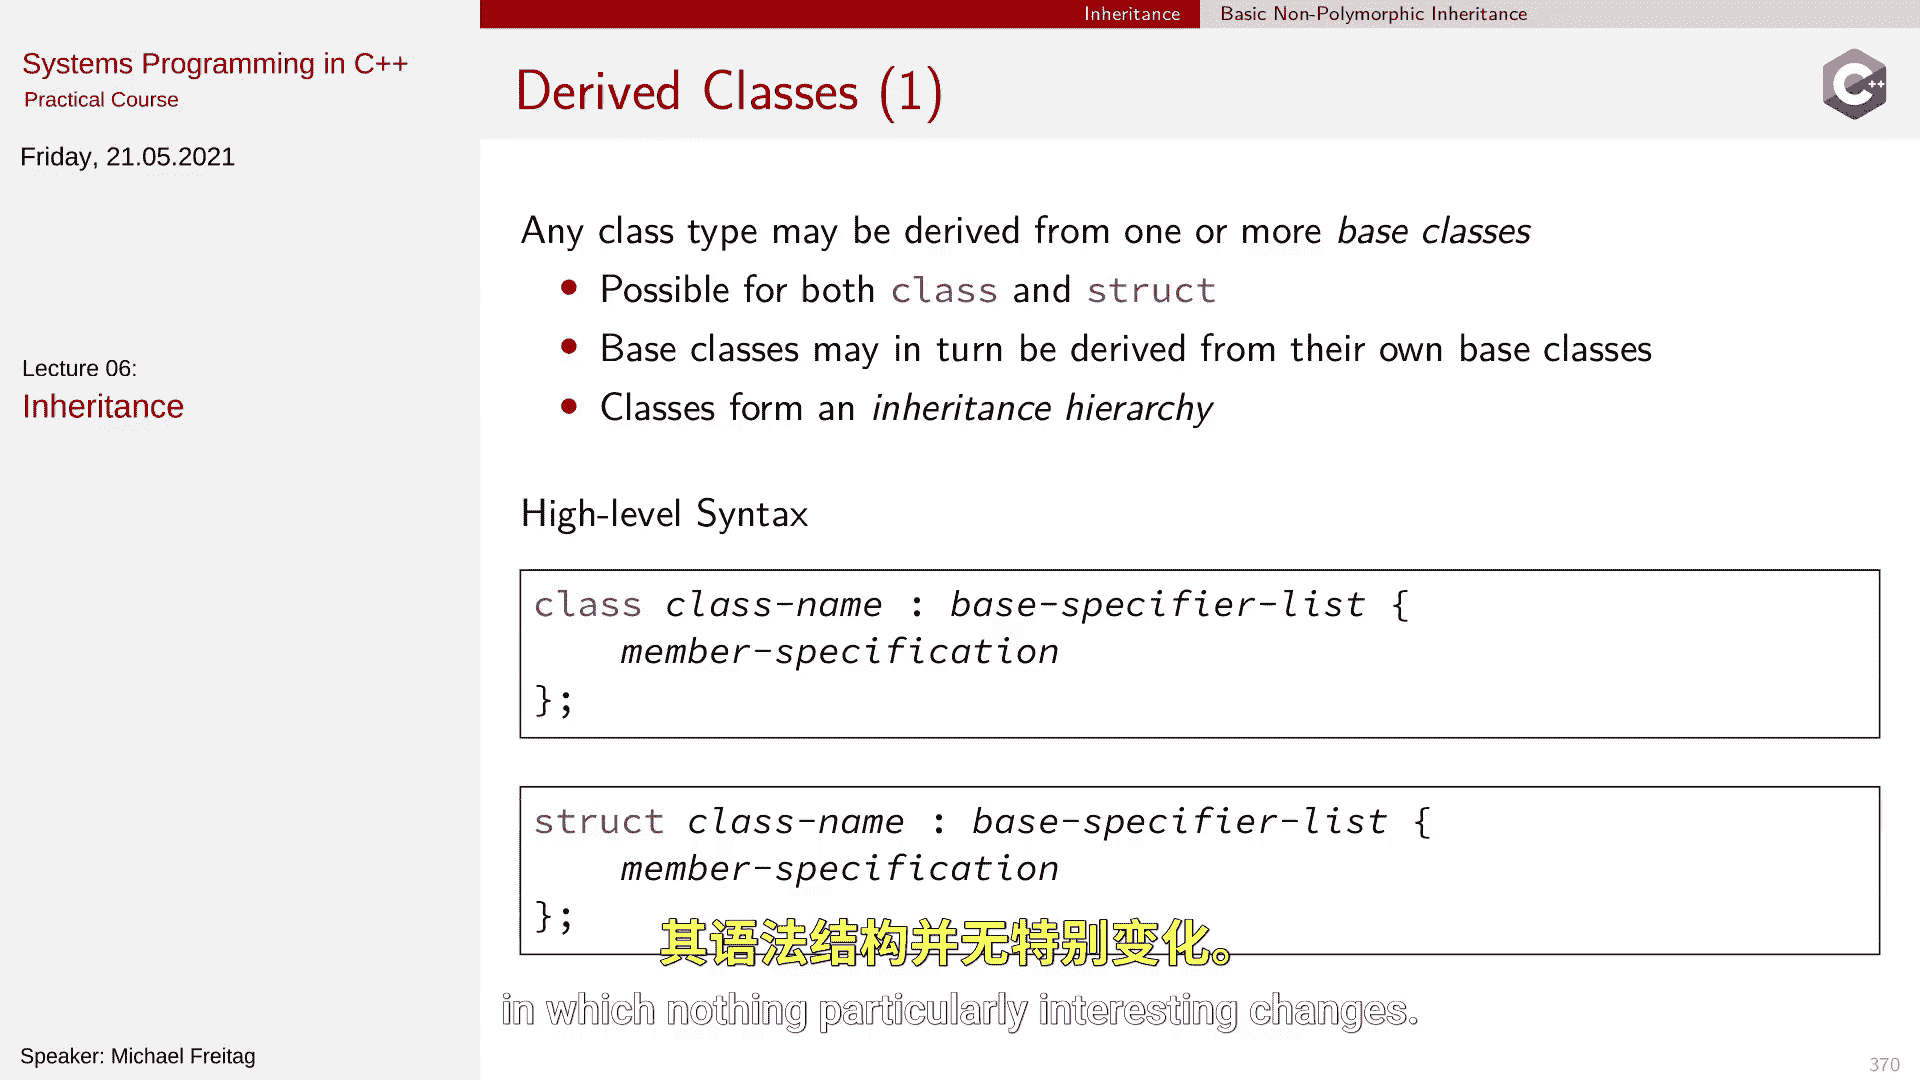 Inheritance
Basic Non-Polymorphic Inheritance
Systems Programming in C++
Practical Course
Friday, 21.05.2021
Lecture 06:
Inheritance
Speaker: Michael Freitag
Derived Classes (1)
C++
Any class type may be derived from one or more base classes
• Possible for both class and struct
• Base classes may in turn be derived from their own base classes
• Classes form an inheritance hierarchy
High-level Syntax
class class-name : base-specifier-list {
    member-specification
};
struct class-name : base-specifier-list {
    member-specification
};
其语法结构并无特别变化。
in which nothing particularly interesting changes.
370